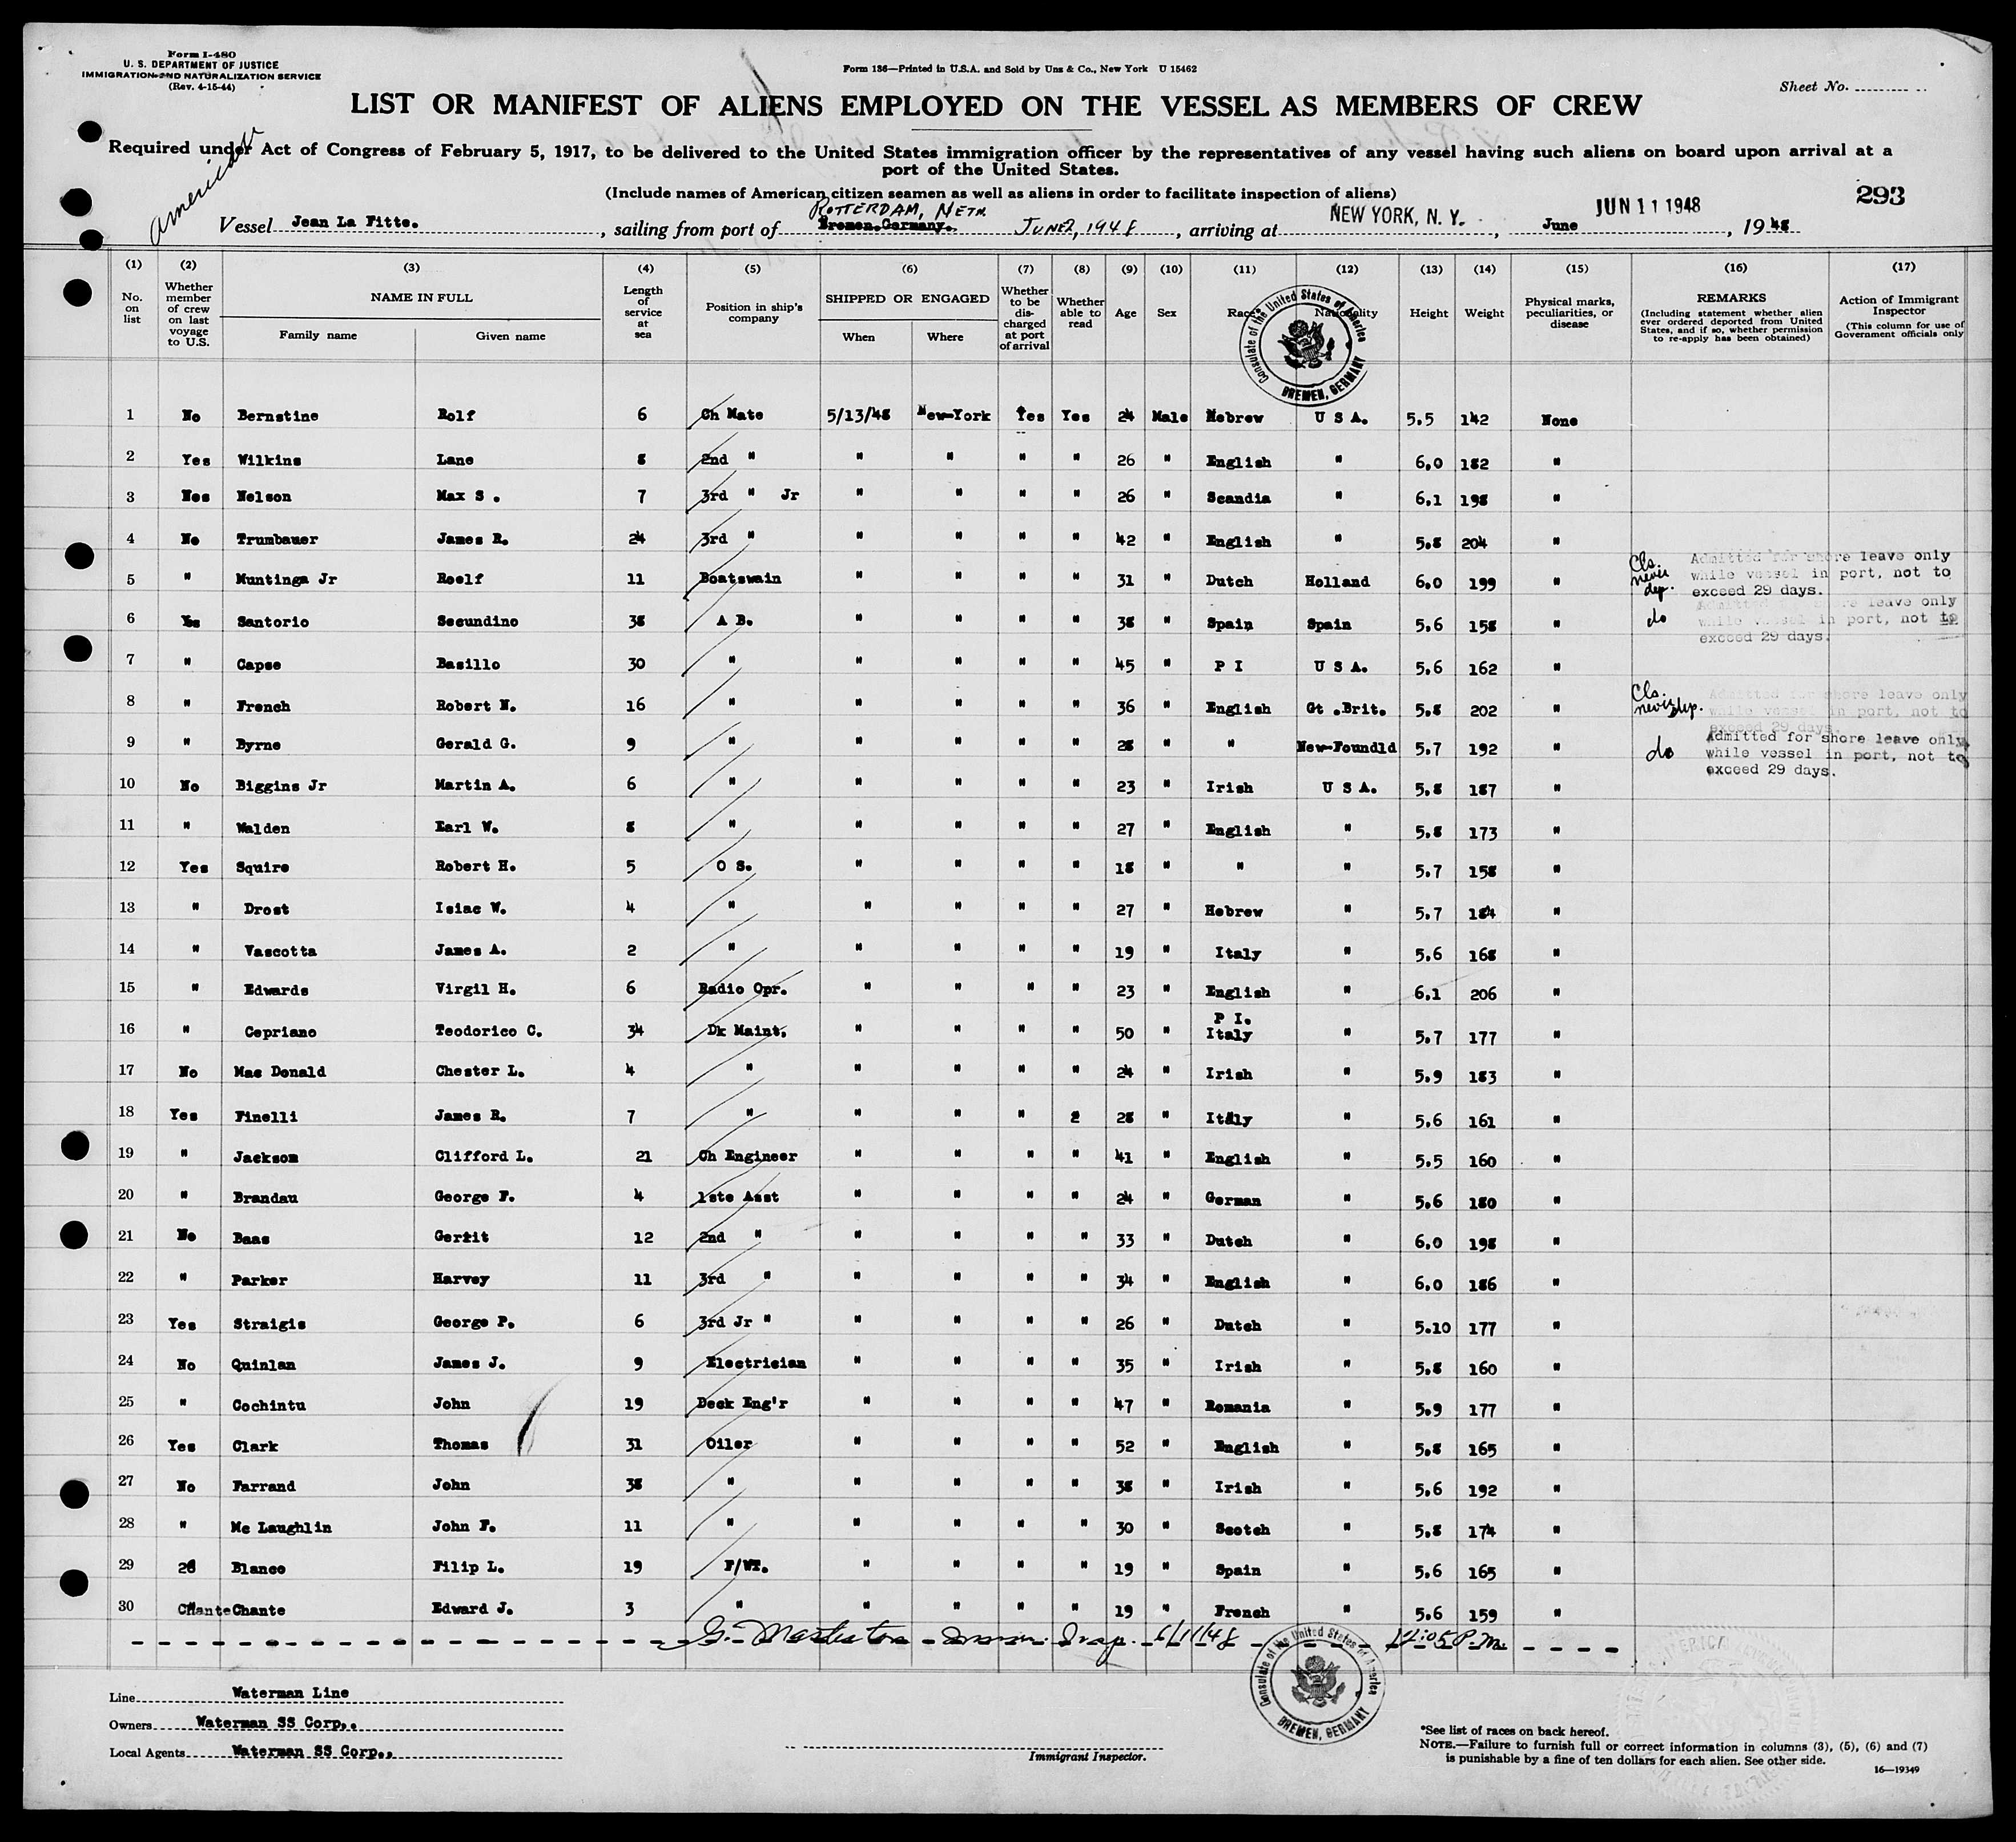 Form I-480
U. S. DEPARTMENT OF JUSTICE
IMMIGRATION AND NATURALIZATION SERVICE
(Rev. 4-15-44)
Form 136—Printed in U.S.A. and Sold by Unz & Co., New York U 15462
Sheet No.
LIST OR MANIFEST OF ALIENS EMPLOYED ON THE VESSEL AS MEMBERS OF CREW
Required under Act of Congress of February 5, 1917, to be delivered to the United States immigration officer by the representatives of any vessel having such aliens on board upon arrival at a
port of the United States.
(Include names of American citizen seamen as well as aliens in order to facilitate inspection of aliens)
American
293
ROTTERDAM, NETH.
Vessel Jean La Fitte. , sailing from port of Bremen.Germany. JUNE 2, 1948 , arriving at NEW YORK, N. Y. , June JUN 11 1948 , 19 48
(1) (2) (3) (4) (5) (6) (7) (8) (9) (10) (11) (12) (13) (14) (15) (16) (17)
No. on list
Whether member of crew on last voyage to U.S.
NAME IN FULL
Family name Given name
Length of service at sea
Position in ship's company
SHIPPED OR ENGAGED
When Where
Whether to be discharged at port of arrival
Whether able to read
Age Sex Race Nationality Height Weight
Physical marks, peculiarities, or disease
REMARKS
(Including statement whether alien ever ordered deported from United States, and if so, whether permission to re-apply has been obtained)
Action of Immigrant Inspector
(This column for use of Government officials only
Consulate of the United States of America
BREMEN, GERMANY
1 No Bernstine Rolf 6 Ch Mate 5/13/48 New-York Yes Yes 24 Male Hebrew U S A. 5.5 142 None
2 Yes Wilkins Lane 8 2nd " " " " " 26 " English " 6.0 182 "
3 Nes Nelson Max S . 7 3rd " Jr " " " " 26 " Scandia " 6.1 198 "
4 No Trumbauer James R. 24 3rd " " " " " 42 " English " 5.8 204 "
5 " Muntinga Jr Roelf 11 Boatswain " " " " 31 " Dutch Holland 6.0 199 " Cls. never dep. Admitted for shore leave only while vessel in port, not to exceed 29 days.
6 Yes Santorio Secundino 38 A B. " " " " 38 " Spain Spain 5.6 158 " do Admitted for shore leave only while vessel in port, not to exceed 29 days.
7 " Capse Basillo 30 " " " " " 45 " P I U S A. 5.6 162 "
8 " French Robert N. 16 " " " " " 36 " English Gt .Brit. 5.8 202 " Cls. never dep. Admitted for shore leave only while vessel in port, not to exceed 29 days.
9 " Byrne Gerald G. 9 " " " " " 28 " " New-Foundld 5.7 192 " do Admitted for shore leave only while vessel in port, not to exceed 29 days.
10 No Biggins Jr Martin A. 6 " " " " " 23 " Irish U S A. 5.8 187 "
11 " Walden Earl W. 8 " " " " " 27 " English " 5.8 173 "
12 Yes Squire Robert H. 5 O S. " " " " 18 " " " 5.7 158 "
13 " Drost Isiac W. 4 " " " " " 27 " Hebrew " 5.7 184 "
14 " Vascotta James A. 2 " " " " " 19 " Italy " 5.6 168 "
15 " Edwards Virgil H. 6 Radio Opr. " " " " 23 " English " 6.1 206 "
16 " Cepriano Teodorico C. 34 Dk Maint. " " " " 50 " P I. Italy " 5.7 177 "
17 No Mac Donald Chester L. 4 " " " " " 24 " Irish " 5.9 183 "
18 Yes Finelli James R. 7 " " " " 2 28 " Italy " 5.6 161 "
19 " Jackson Clifford L. 21 Ch Engineer " " " " 41 " English " 5.5 160 "
20 " Brandau George F. 4 1ste Asst " " " " 24 " German " 5.6 180 "
21 No Baas Gerrit 12 2nd " " " " " 33 " Dutch " 6.0 198 "
22 " Parker Harvey 11 3rd " " " " " 34 " English " 6.0 186 "
23 Yes Straigis George P. 6 3rd Jr " " " " " 26 " Dutch " 5.10 177 "
24 No Quinlan James J. 9 Electrician " " " " 35 " Irish " 5.8 160 "
25 " Cochintu John 19 Deck Eng'r " " " " 47 " Romania " 5.9 177 "
26 Yes Clark Thomas 31 Oiler " " " " 52 " English " 5.8 165 "
27 No Farrand John 38 " " " " " 38 " Irish " 5.6 192 "
28 " Mc Laughlin John F. 11 " " " " " 30 " Scotch " 5.8 174 "
29 Blanco Filip L. 19 F/WT. " " " " 19 " Spain " 5.6 165 "
30 Chante Chante Edward J. 3 " " " " " 19 " French " 5.6 159 "
G. Insp. 6/11/48 P.M.
Consulate of the United States of America
BREMEN, GERMANY
Line Waterman Line
Owners Waterman SS Corp..
Local Agents Waterman SS Corp.,
Immigrant Inspector.
*See list of races on back hereof.
NOTE.—Failure to furnish full or correct information in columns (3), (5), (6) and (7)
is punishable by a fine of ten dollars for each alien. See other side.
16—19349